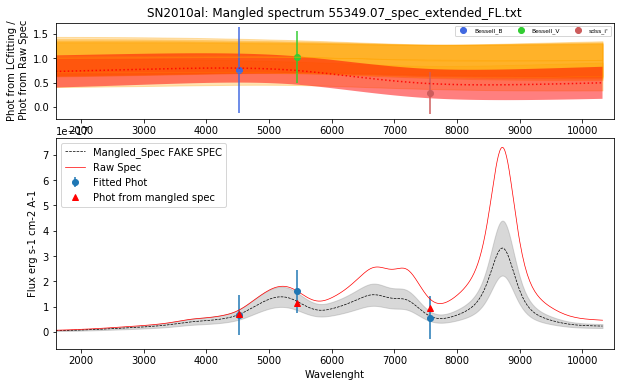 SN2010al: Mangled spectrum 55349.07_spec_extended_FL.txt
Phot from LCfitting /
Phot from Raw Spec
1.5
1.0
0.5
0.0
Bessell_B
Bessell_V
sdss_i'
2000 3000 4000 5000 6000 7000 8000 9000 10000
1e−17
Flux erg s-1 cm-2 A-1
7
6
5
4
3
2
1
0
Mangled_Spec FAKE SPEC
Raw Spec
Fitted Phot
Phot from mangled spec
2000 3000 4000 5000 6000 7000 8000 9000 10000
Wavelenght